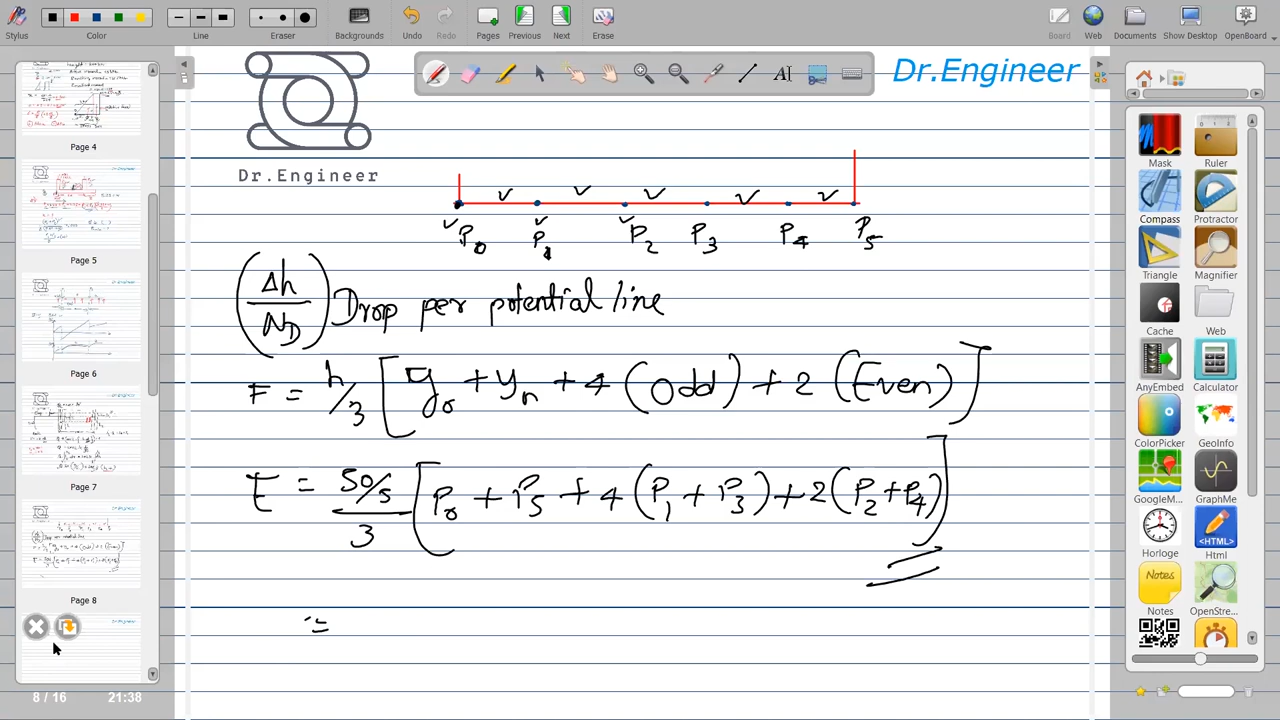 Stylus
Color
Line
Eraser
Backgrounds
Undo
Redo
Pages
Previous
Next
Erase
Board
Web
Documents
Show Desktop
OpenBoard
Dr.Engineer
Dr.Engineer
P0 P1 P2 P3 P4 P5
(Δh/ND) Drop per potential line
F = h/3 [y0 + yn + 4 (Odd) + 2 (Even)]
F = 50/5/3 [P0 + P5 + 4 (P1 + P3) + 2 (P2 + P4)]
=
Page 4
Page 5
Page 6
Page 7
Page 8
8 / 16
21:38
Mask
Ruler
Compass
Protractor
Triangle
Magnifier
Cache
Web
AnyEmbed
Calculator
ColorPicker
GeoInfo
GoogleM...
GraphMe
Horloge
<HTML>
Html
Notes
Notes
OpenStre...